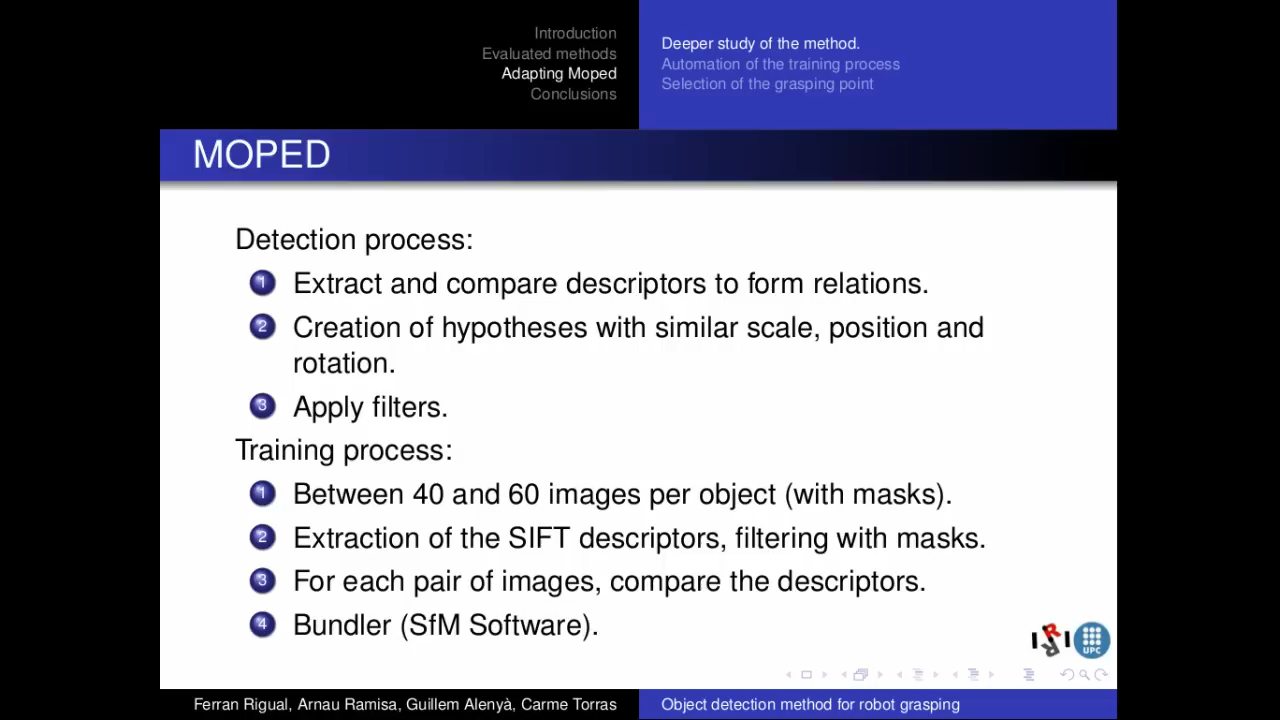 Introduction
Evaluated methods
Adapting Moped
Conclusions
Deeper study of the method.
Automation of the training process
Selection of the grasping point
MOPED
Detection process:
1 Extract and compare descriptors to form relations.
2 Creation of hypotheses with similar scale, position and
rotation.
3 Apply filters.
Training process:
1 Between 40 and 60 images per object (with masks).
2 Extraction of the SIFT descriptors, filtering with masks.
3 For each pair of images, compare the descriptors.
4 Bundler (SfM Software).
IRI
UPC
Ferran Rigual, Arnau Ramisa, Guillem Alenyà, Carme Torras
Object detection method for robot grasping